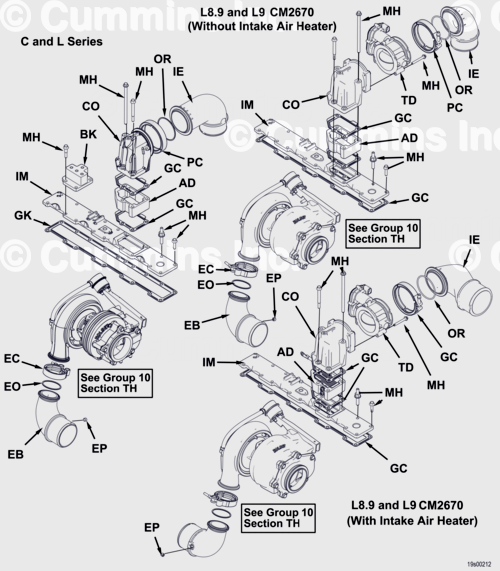 © Cummins Inc.
L8.9 and L9 CM2670
(Without Intake Air Heater)
C and L Series
MH
MH
OR
IE
CO
MH
BK
IM
GK
PC
GC
AD
GC
MH
EC
EO
See Group 10
Section TH
EB
EP
MH
IE
CO
TD
MH
OR
PC
IM
GC
AD
MH
GC
See Group 10
Section TH
EC
EO
EP
EB
MH
IE
CO
OR
TD
GC
MH
AD
GC
IM
MH
GC
See Group 10
Section TH
EP
L8.9 and L9 CM2670
(With Intake Air Heater)
19s00212
© Cummins Inc
© Cummins Inc